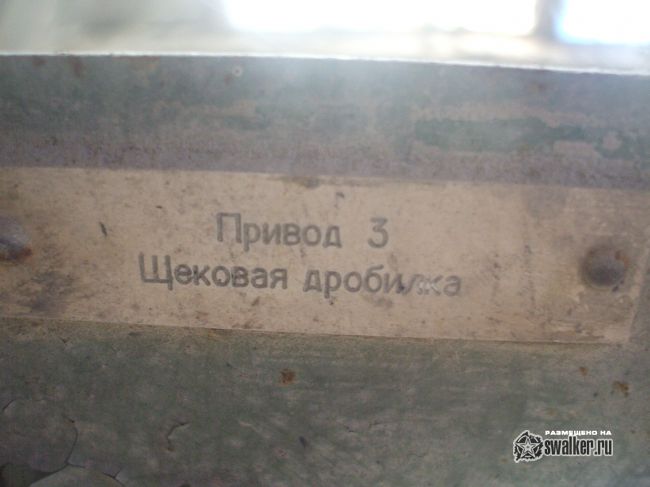 Привод 3
Щековая дробилка
РАЗМЕЩЕНО НА
swalker.ru